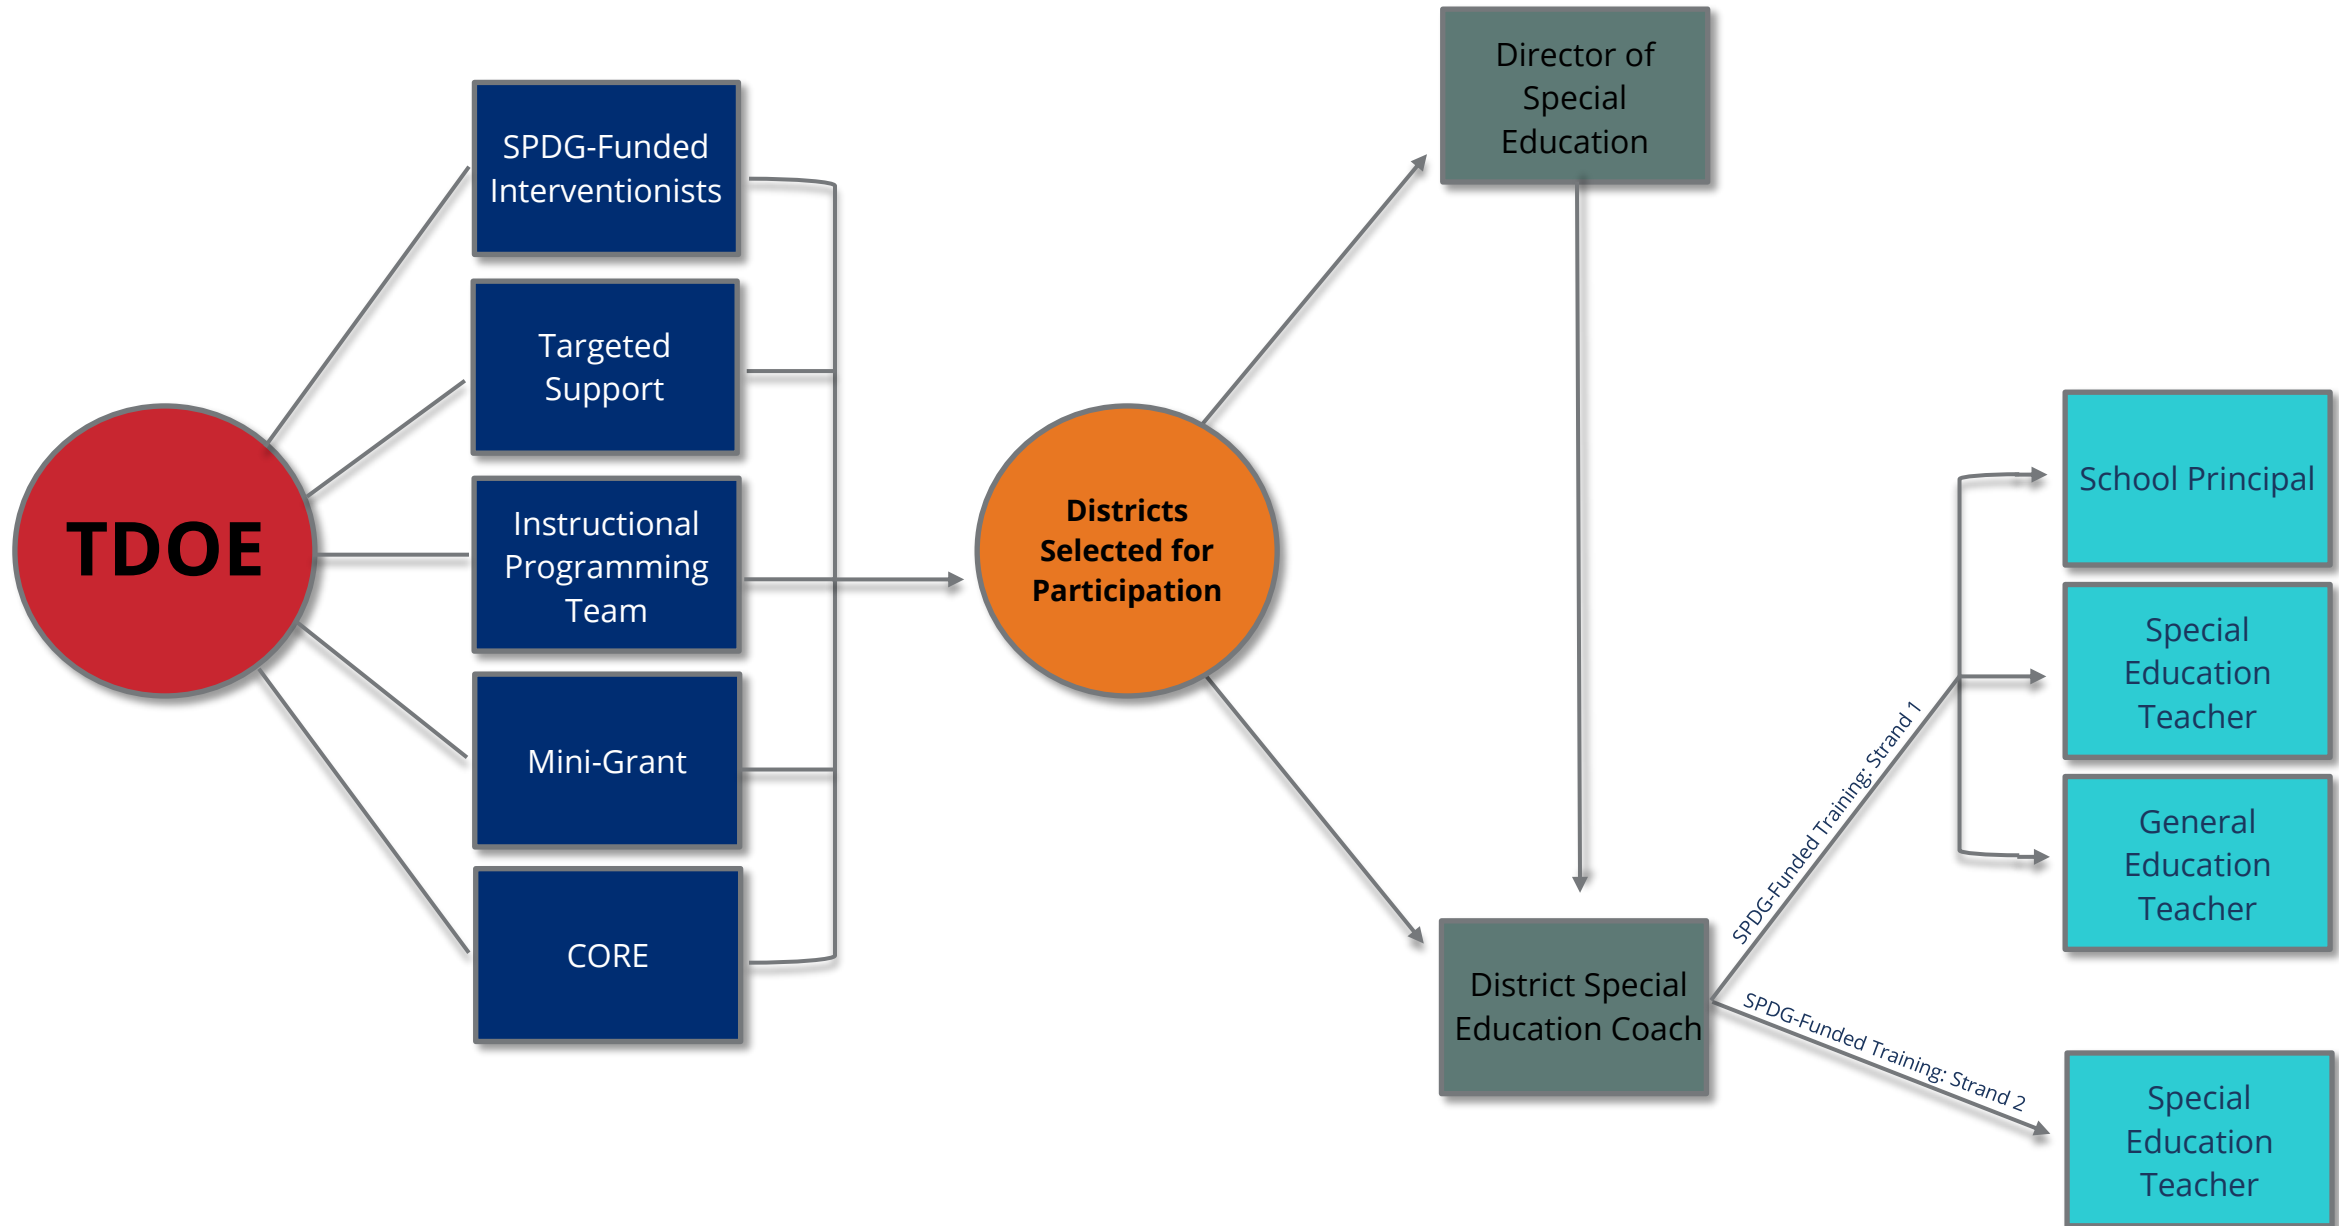 TDOE
SPDG-Funded
Interventionists
Targeted
Support
Instructional
Programming
Team
Mini-Grant
CORE
Districts
Selected for
Participation
Director of
Special
Education
District Special
Education Coach
SPDG-Funded Training: Strand 1
SPDG-Funded Training: Strand 2
School Principal
Special
Education
Teacher
General
Education
Teacher
Special
Education
Teacher